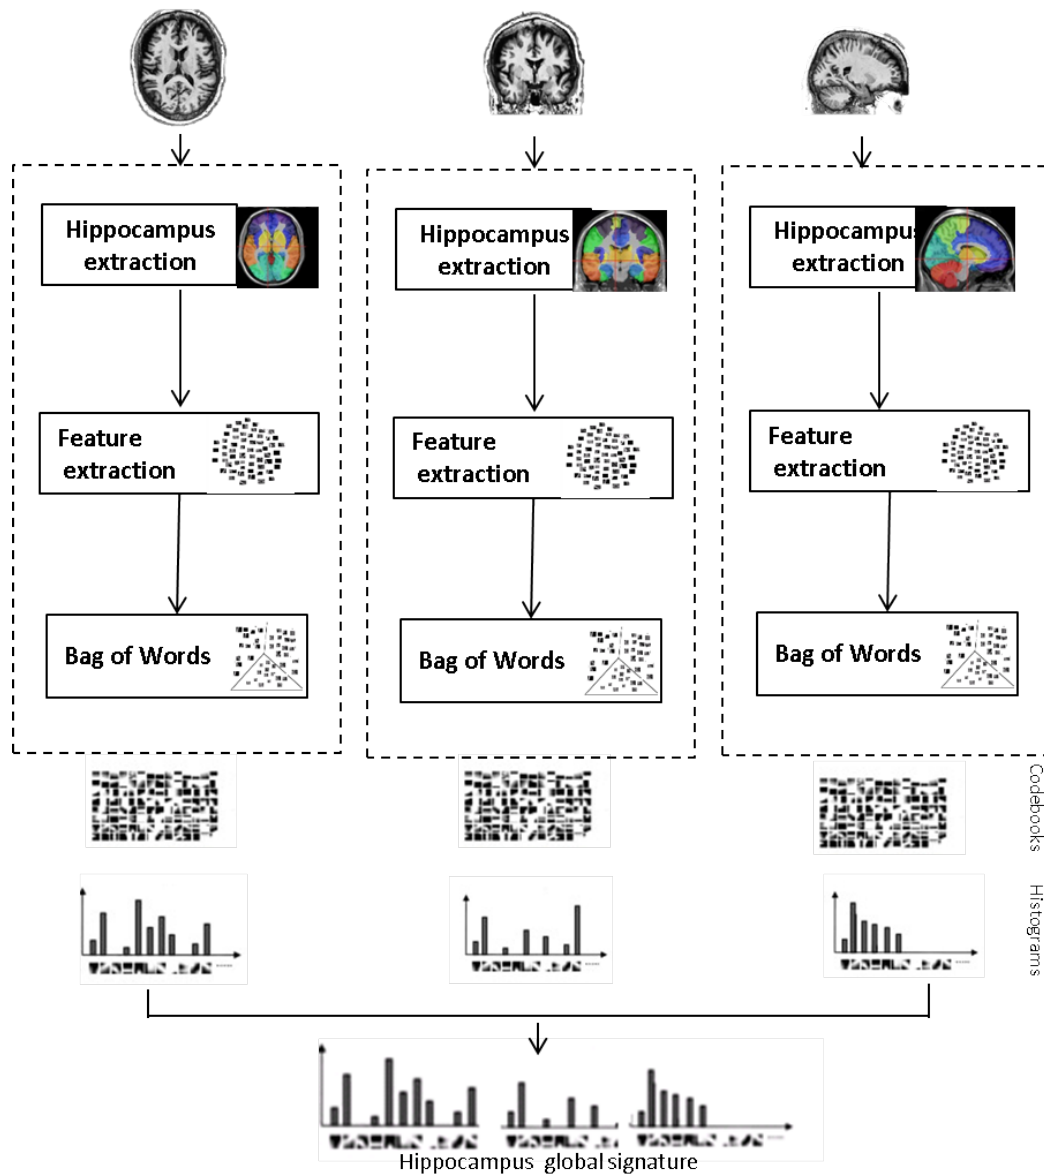 Hippocampus
extraction
Hippocampus
extraction
Hippocampus
extraction
Feature
extraction
Feature
extraction
Feature
extraction
Bag of Words
Bag of Words
Bag of Words
Codebooks
Histograms
Hippocampus global signature